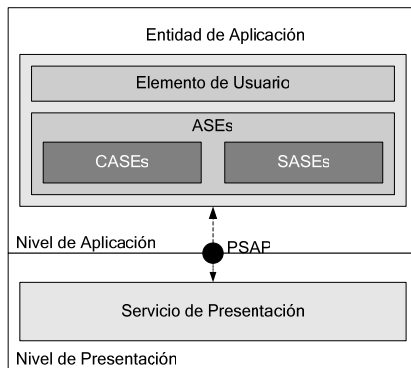 Entidad de Aplicación
Elemento de Usuario
ASEs
CASEs
SASEs
Nivel de Aplicación
PSAP
Servicio de Presentación
Nivel de Presentación